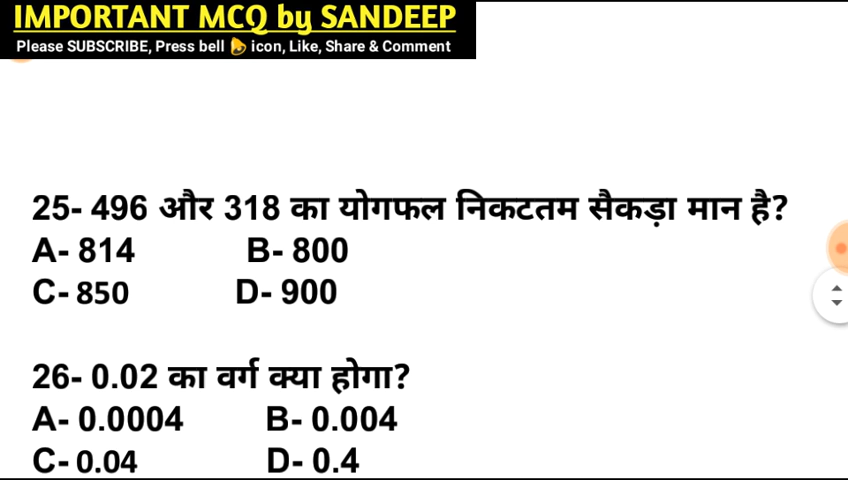 IMPORTANT MCQ by SANDEEP
Please SUBSCRIBE, Press bell icon, Like, Share & Comment
25- 496 और 318 का योगफल निकटतम सैकड़ा मान है?
A- 814 B- 800
C- 850 D- 900
26- 0.02 का वर्ग क्या होगा?
A- 0.0004 B- 0.004
C- 0.04 D- 0.4